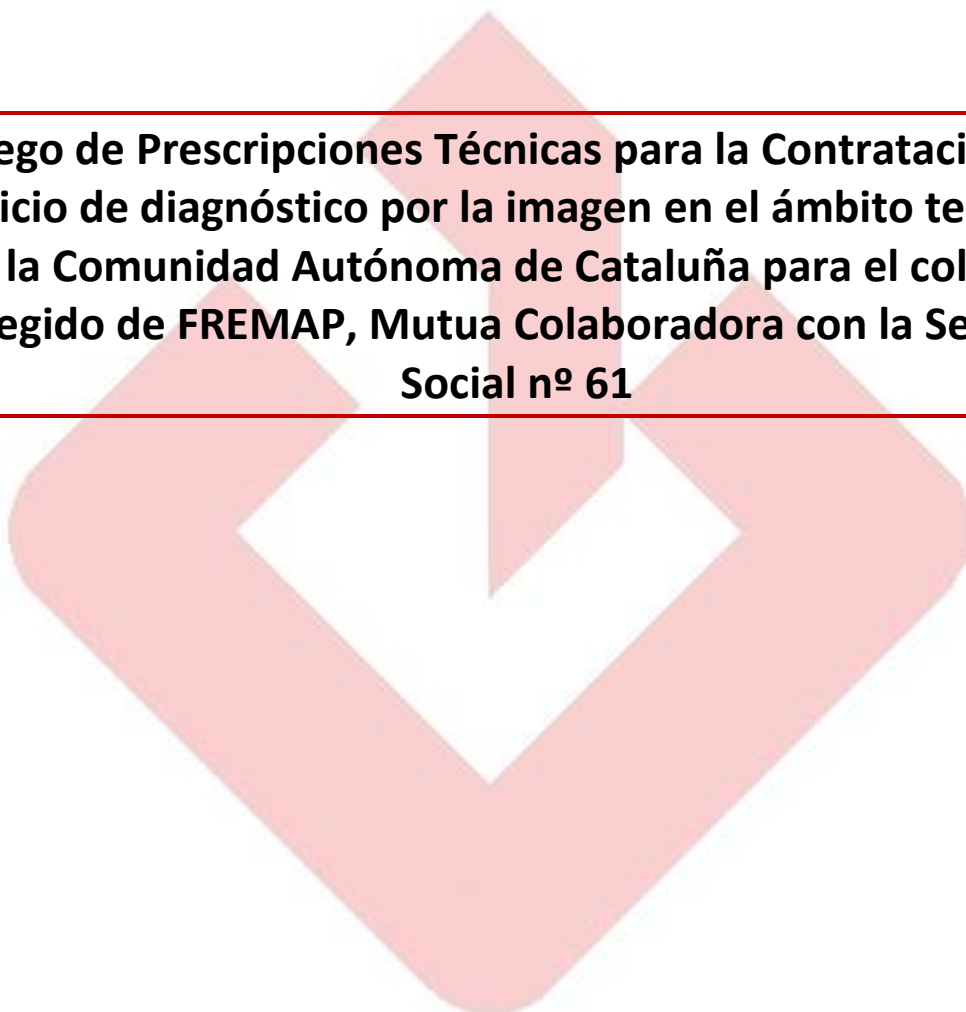 ego de Prescripciones Técnicas para la Contrataci
icio de diagnóstico por la imagen en el ámbito te
la Comunidad Autónoma de Cataluña para el col
egido de FREMAP, Mutua Colaboradora con la Se
Social nº 61